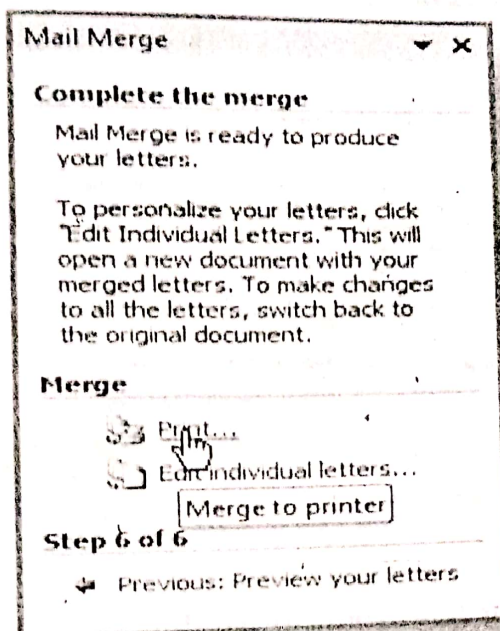 Mail Merge
Complete the merge
Mail Merge is ready to produce
your letters.
To personalize your letters, click
"Edit Individual Letters." This will
open a new document with your
merged letters. To make changes
to all the letters, switch back to
the original document.
Merge
Print...
Edit individual letters...
Merge to printer
Step 6 of 6
Previous: Preview your letters